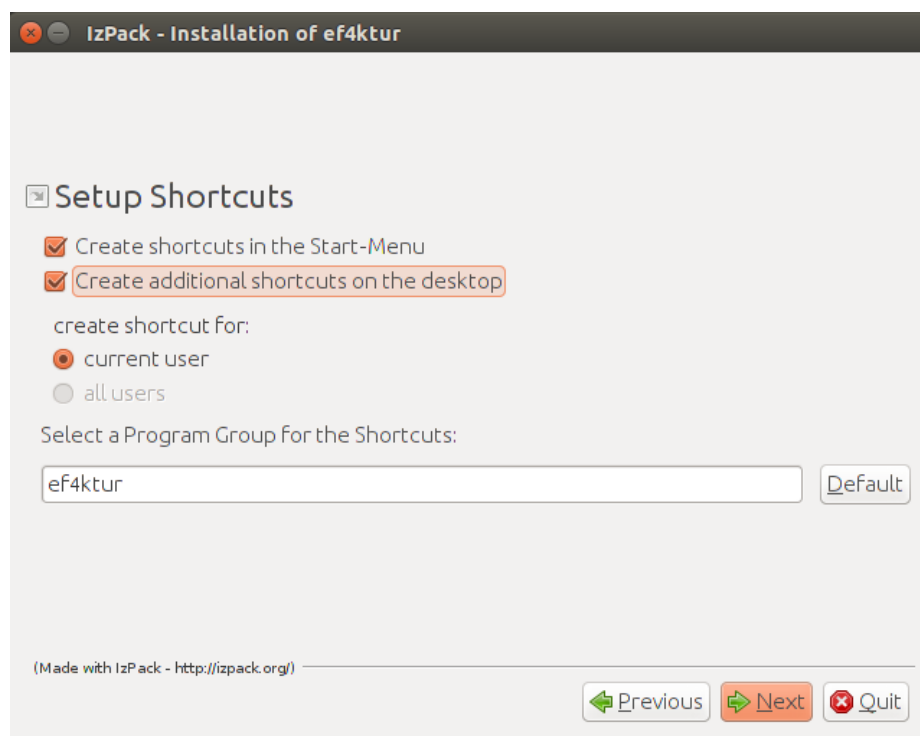 IzPack - Installation of ef4ktur
Setup Shortcuts
Create shortcuts in the Start-Menu
Create additional shortcuts on the desktop
create shortcut for:
current user
all users
Select a Program Group for the Shortcuts:
ef4ktur
Default
(Made with IzPack - http://izpack.org/)
Previous
Next
Quit